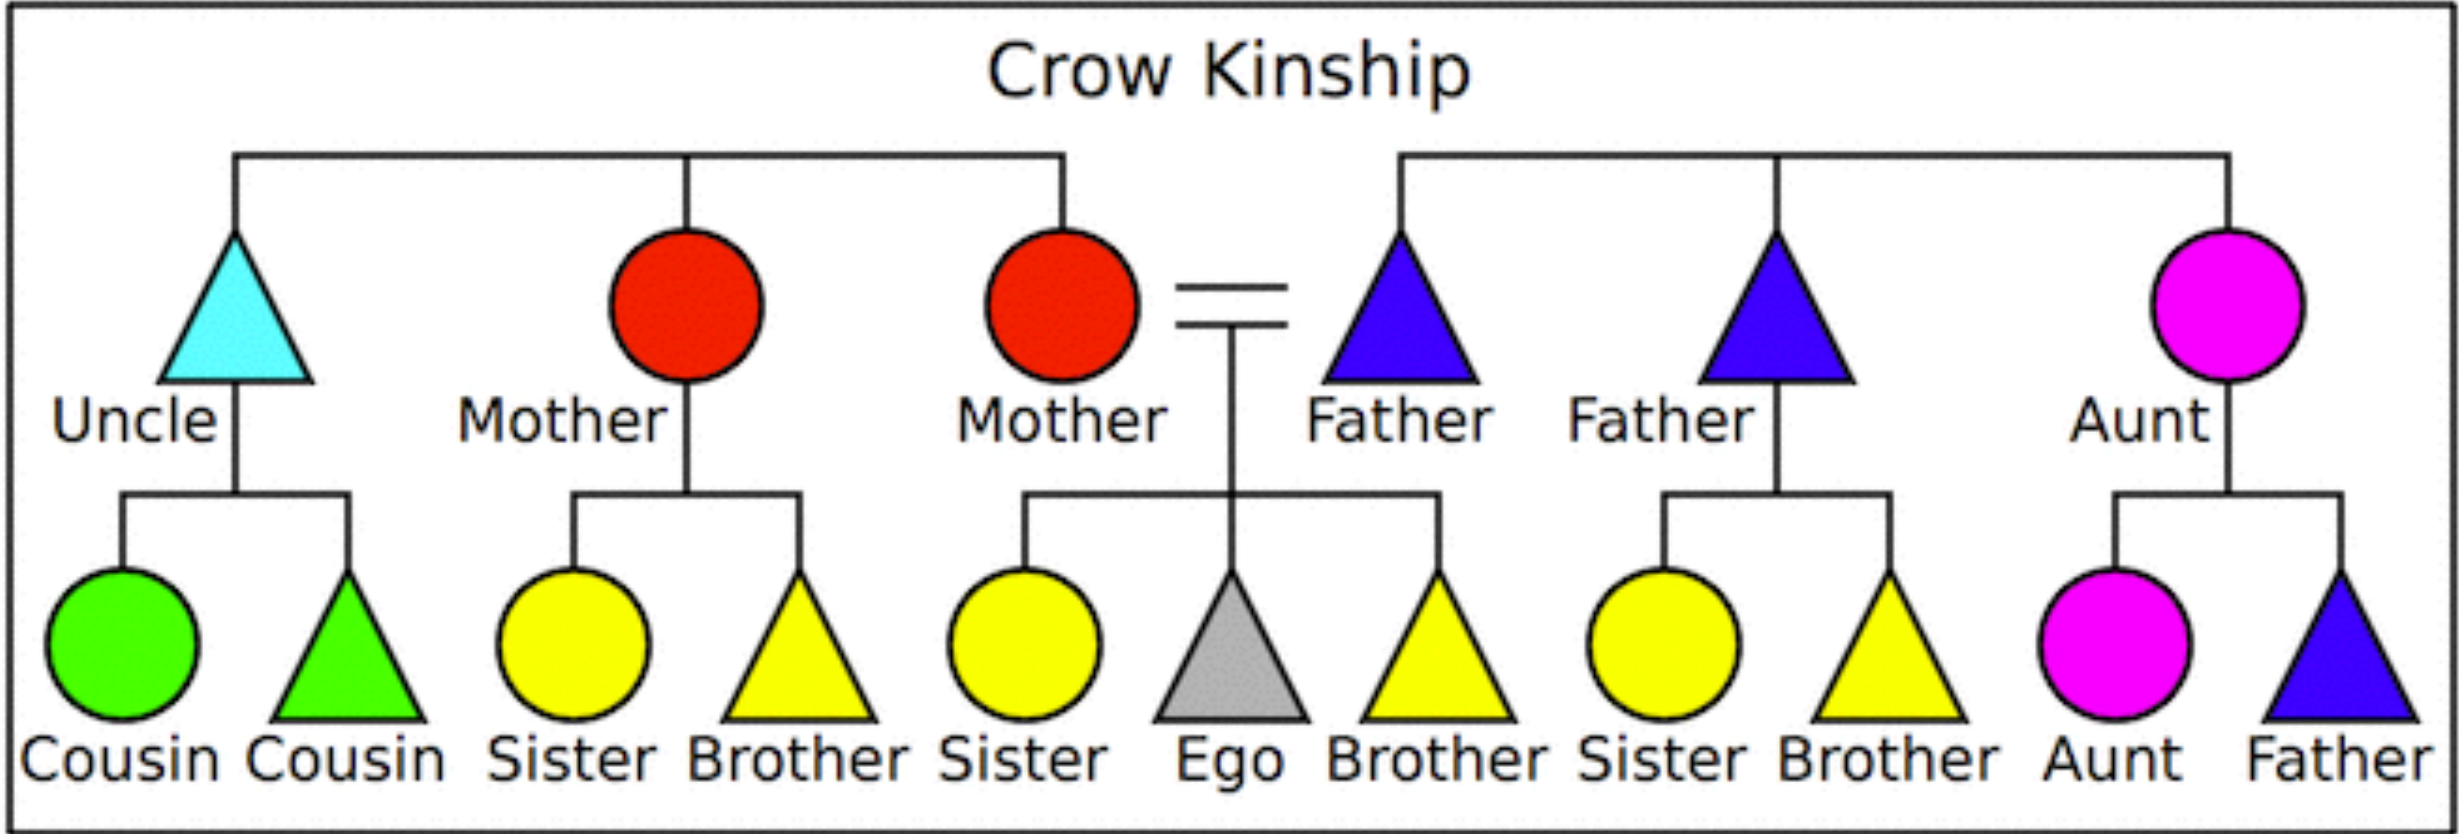 Crow Kinship
Uncle Mother Mother Father Father Aunt
Cousin Cousin Sister Brother Sister Ego Brother Sister Brother Aunt Father